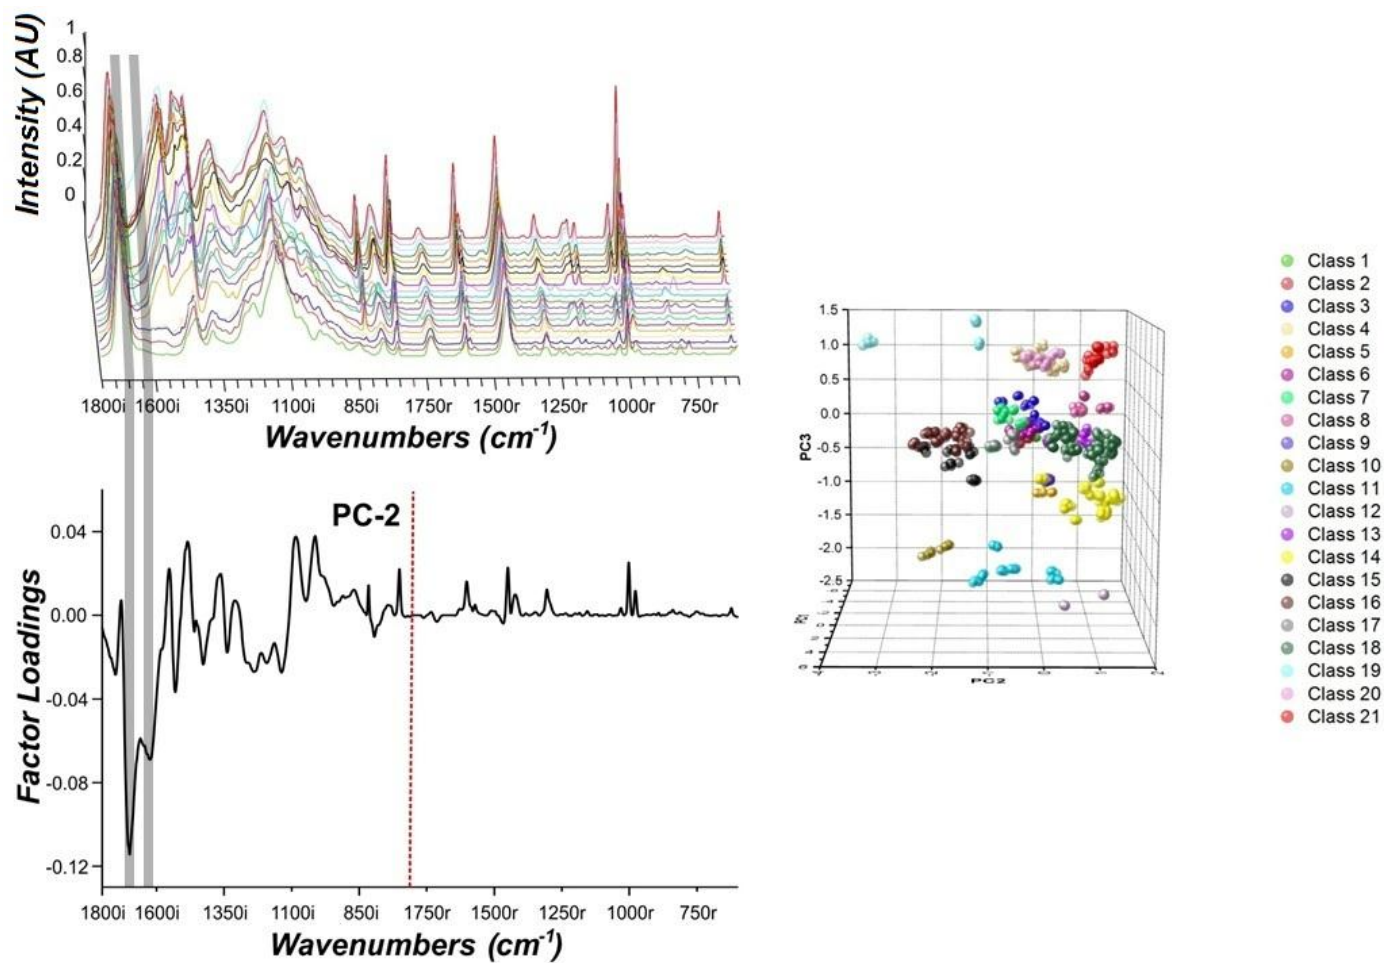 Intensity (AU)
1
0.8
0.6
0.4
0.2
0
1800i 1600i 1350i 1100i 850i 1750r 1500r 1250r 1000r 750r
Wavenumbers (cm-1)
PC-2
Factor Loadings
0.04
0.00
-0.04
-0.08
-0.12
1800i 1600i 1350i 1100i 850i 1750r 1500r 1250r 1000r 750r
Wavenumbers (cm-1)
PC3
1.5
1.0
0.5
0.0
-0.5
-1.0
-1.5
-2.0
-2.5
PC2
Class 1
Class 2
Class 3
Class 4
Class 5
Class 6
Class 7
Class 8
Class 9
Class 10
Class 11
Class 12
Class 13
Class 14
Class 15
Class 16
Class 17
Class 18
Class 19
Class 20
Class 21